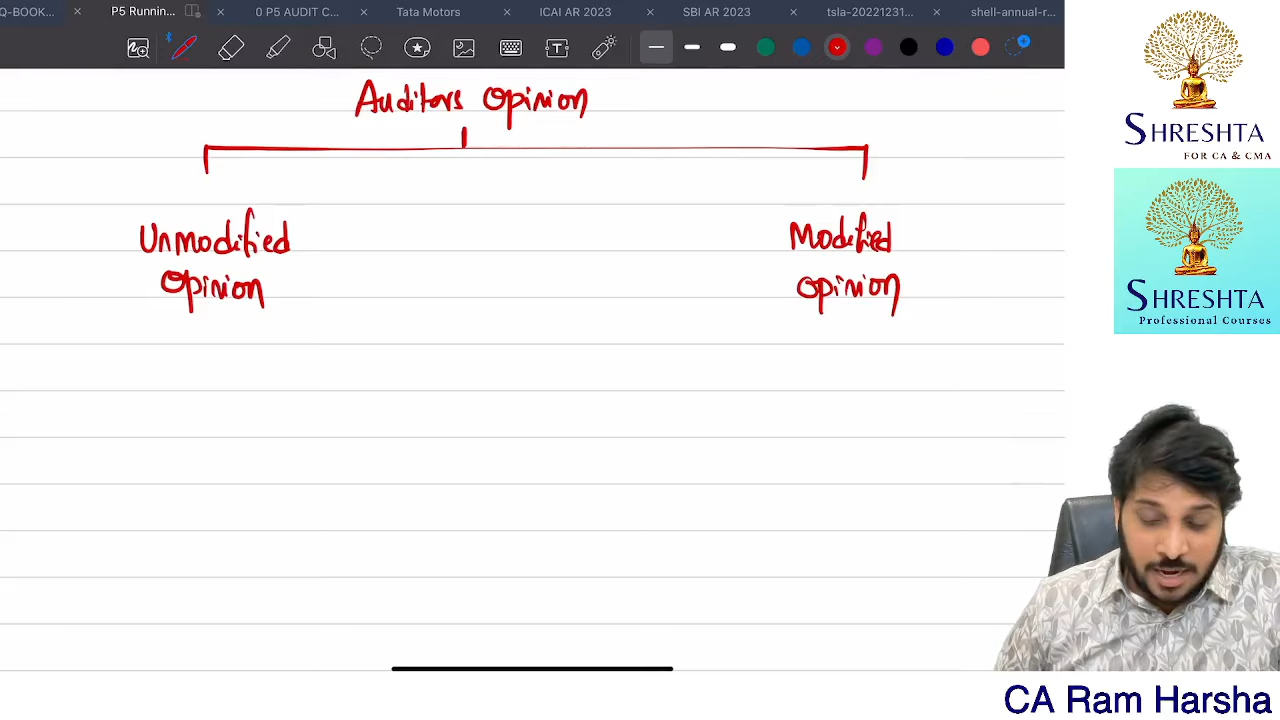 Q-BOOK...
P5 Runnin...
0 P5 AUDIT C...
Tata Motors
ICAI AR 2023
SBI AR 2023
tsla-20221231...
shell-annual-r...
Auditors Opinion
Unmodified
Opinion
Modified
opinion
SHRESHTA
FOR CA & CMA
SHRESHTA
Professional Courses
CA Ram Harsha